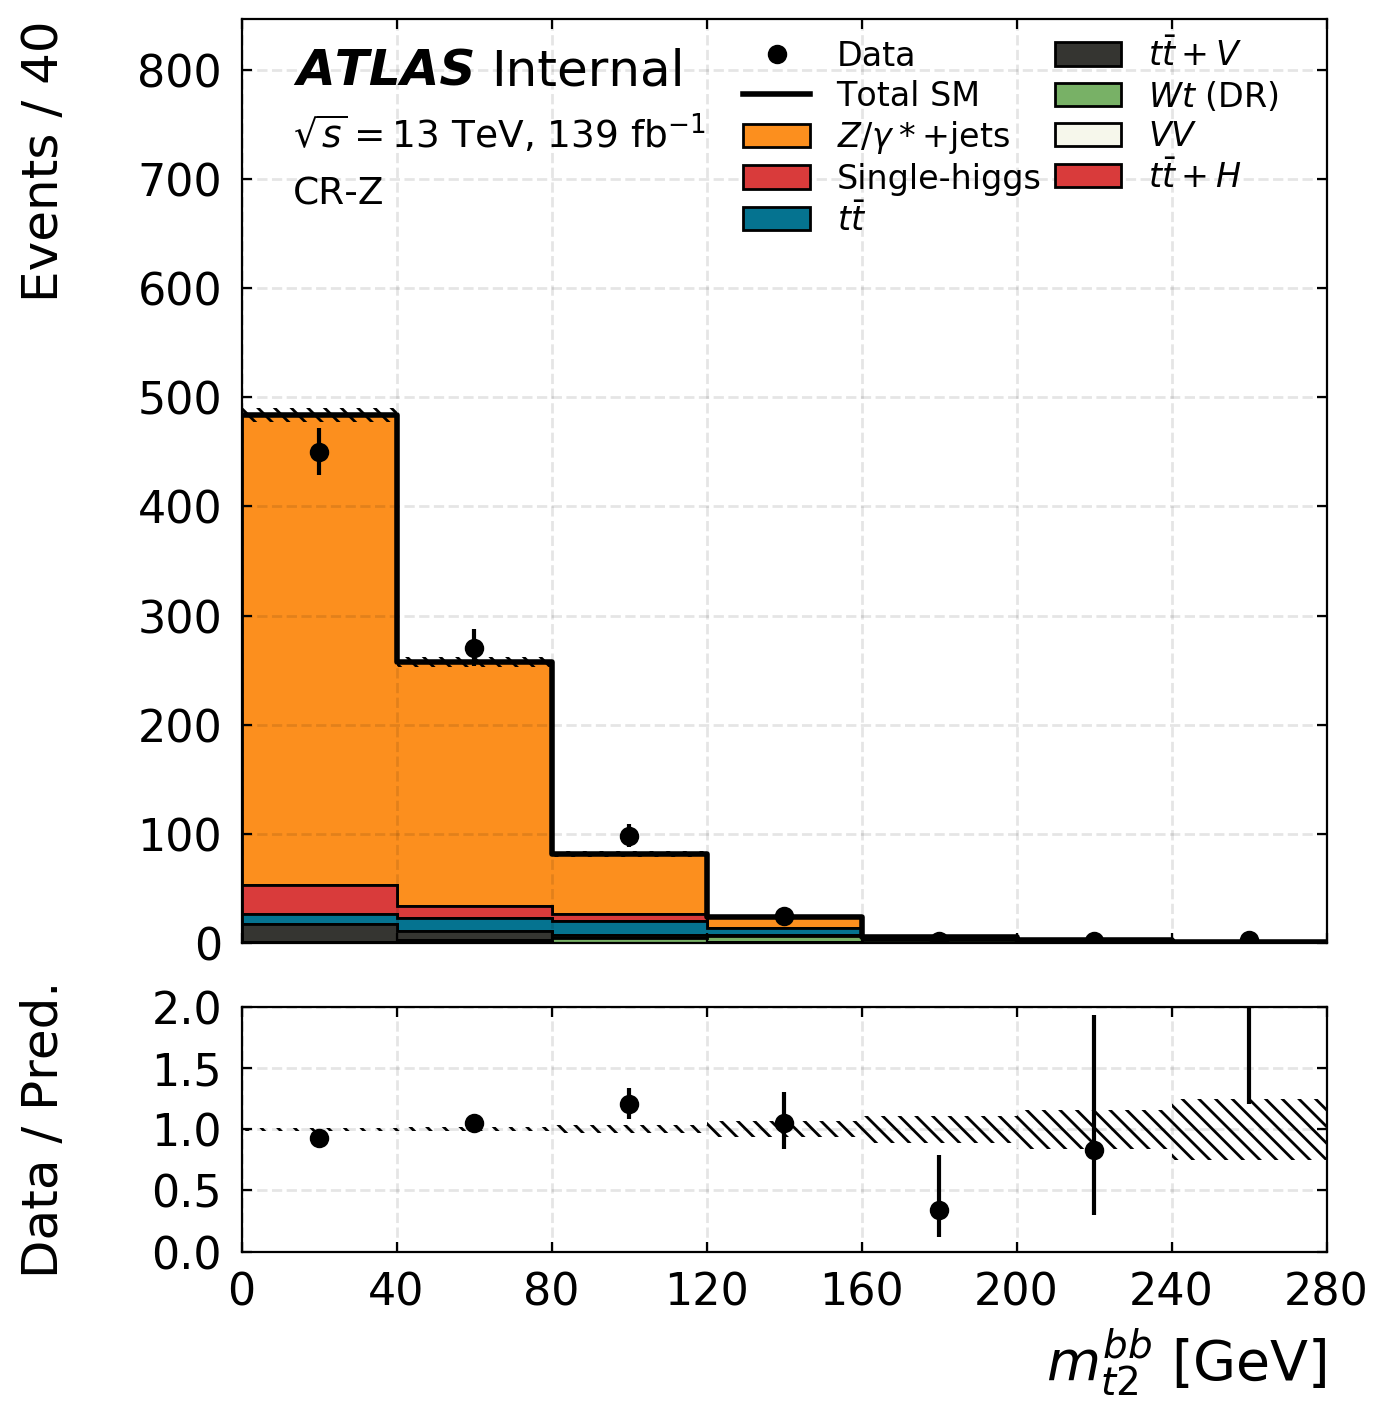 Events / 40
800
700
600
500
400
300
200
100
0
ATLAS Internal
√s = 13 TeV, 139 fb⁻¹
CR-Z
Data
Total SM
Z/γ * +jets
Single-higgs
tt̄
tt̄ + V
Wt (DR)
VV
tt̄ + H
Data / Pred.
2.0
1.5
1.0
0.5
0.0
0 40 80 120 160 200 240 280
m_{t2}^{bb} [GeV]